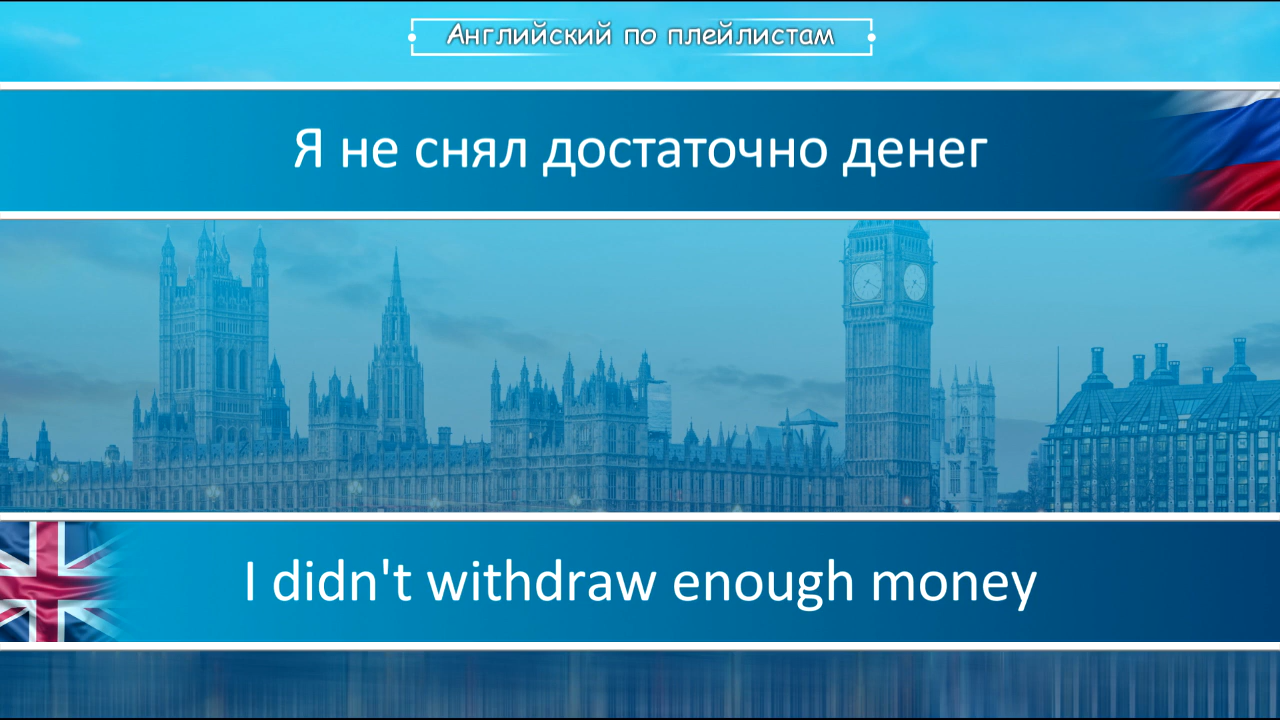 Английский по плейлистам
Я не снял достаточно денег
I didn't withdraw enough money